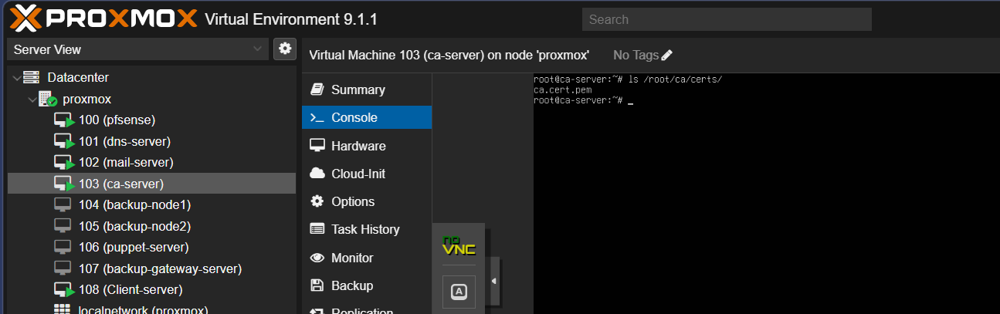 PROXMOX Virtual Environment 9.1.1
Search
Server View
Datacenter
proxmox
100 (pfsense)
101 (dns-server)
102 (mail-server)
103 (ca-server)
104 (backup-node1)
105 (backup-node2)
106 (puppet-server)
107 (backup-gateway-server)
108 (Client-server)
localnetwork (proxmox)
Virtual Machine 103 (ca-server) on node 'proxmox'
No Tags
Summary
>_ Console
Hardware
Cloud-Init
Options
Task History
Monitor
Backup
Replication
no
VNC
A
root@ca-server:~# ls /root/ca/certs/
ca.cert.pem
root@ca-server:~# _